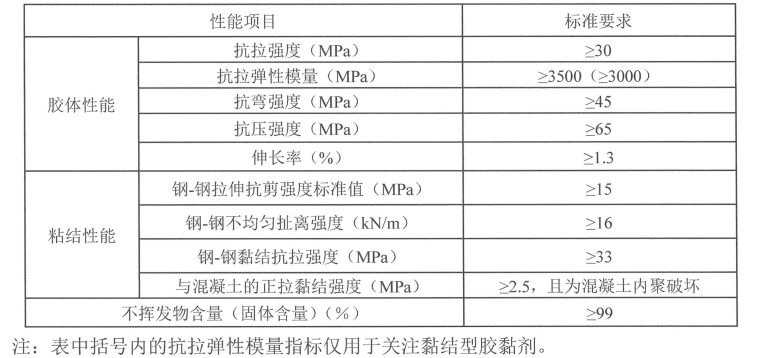 性能项目 标准要求
胶体性能
抗拉强度（MPa） ≥30
抗拉弹性模量（MPa） ≥3500（≥3000）
抗弯强度（MPa） ≥45
抗压强度（MPa） ≥65
伸长率（%） ≥1.3
粘结性能
钢-钢拉伸抗剪强度标准值（MPa） ≥15
钢-钢不均匀扯离强度（kN/m） ≥16
钢-钢黏结抗拉强度（MPa） ≥33
与混凝土的正拉黏结强度（MPa） ≥2.5，且为混凝土内聚破坏
不挥发物含量（固体含量）（%） ≥99
注：表中括号内的抗拉弹性模量指标仅用于关注黏结型胶黏剂。